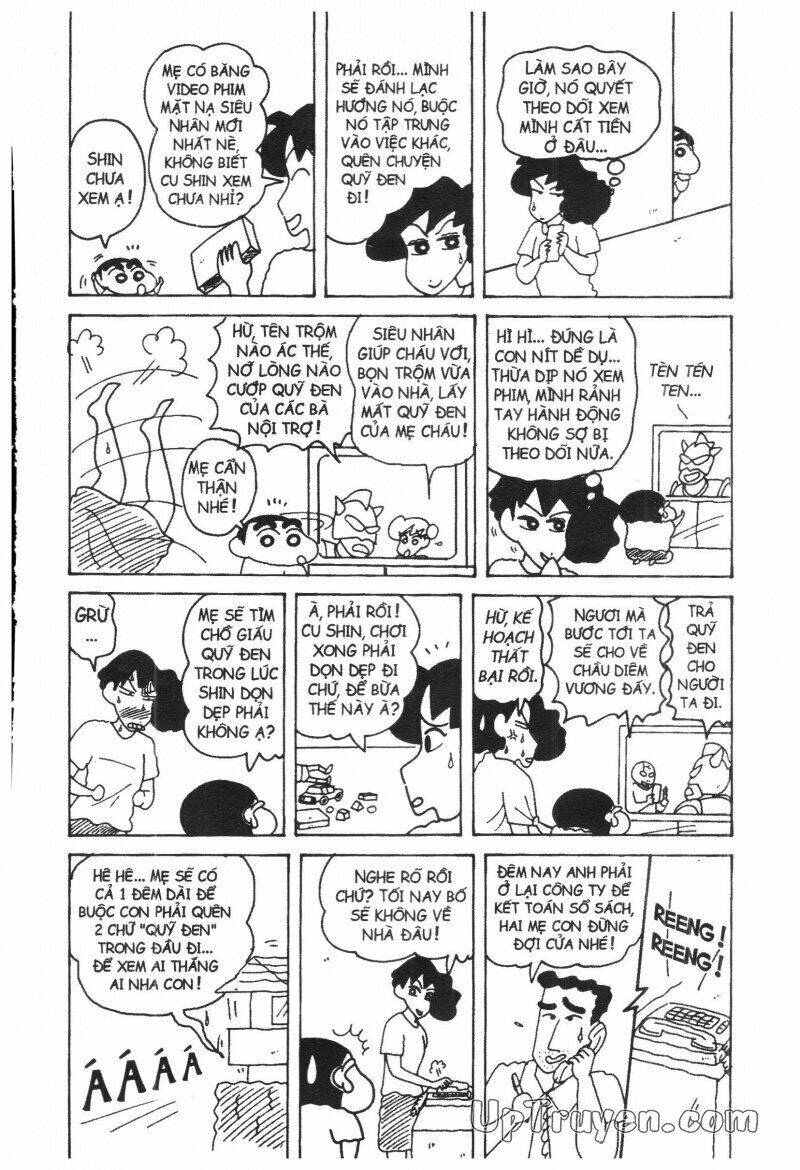 LÀM SAO BÂY
GIỜ, NÓ QUYẾT
THEO DÕI XEM
MÌNH CẤT TIỀN
Ở ĐÂU...
PHẢI RỒI... MÌNH
SẼ ĐÁNH LẠC
HƯỚNG NÓ, BUỘC
NÓ TẬP TRUNG
VÀO VIỆC KHÁC,
QUÊN CHUYỆN
QUỸ ĐEN
ĐI!
MẸ CÓ BĂNG
VIDEO PHIM
MẶT NẠ SIÊU
NHÂN MỚI
NHẤT NÈ,
KHÔNG BIẾT
CU SHIN XEM
CHƯA NHỈ?
SHIN
CHƯA
XEM Ạ!
TÈN TÉN
TEN...
HÌ HÌ... ĐÚNG LÀ
CON NÍT DỄ DỤ...
THỪA DỊP NÓ XEM
PHIM, MÌNH RẢNH
TAY HÀNH ĐỘNG
KHÔNG SỢ BỊ
THEO DÕI NỮA.
SIÊU NHÂN
GIÚP CHÁU VỚI,
BỌN TRỘM VỪA
VÀO NHÀ, LẤY
MẤT QUỸ ĐEN
CỦA MẸ CHÁU!
HỪ, TÊN TRỘM
NÀO ÁC THẾ,
NỠ LÒNG NÀO
CƯỚP QUỸ ĐEN
CỦA CÁC BÀ
NỘI TRỢ!
MẸ CẨN
THẬN
NHÉ!
TRẢ
QUỸ
ĐEN
CHO
NGƯỜI
TA ĐI.
NGƯƠI MÀ
BƯỚC TỚI TA
SẼ CHO VỀ
CHẦU DIÊM
VƯƠNG ĐẤY.
HỪ, KẾ
HOẠCH
THẤT
BẠI RỒI.
À, PHẢI RỒI!
CU SHIN, CHƠI
XONG PHẢI
DỌN DẸP ĐI
CHỨ, ĐỂ BỪA
THẾ NÀY À?
MẸ SẼ TÌM
CHỖ GIẤU
QUỸ ĐEN
TRONG LÚC
SHIN DỌN
DẸP PHẢI
KHÔNG Ạ?
GRỪ
...
REENG!
REENG!
ĐÊM NAY ANH PHẢI
Ở LẠI CÔNG TY ĐỂ
KẾT TOÁN SỔ SÁCH,
HAI MẸ CON ĐỪNG
ĐỢI CỬA NHÉ!
NGHE RÕ RỒI
CHỨ? TỐI NAY BỐ
SẼ KHÔNG VỀ
NHÀ ĐÂU!
HÊ HÊ... MẸ SẼ CÓ
CẢ 1 ĐÊM DÀI ĐỂ
BUỘC CON PHẢI QUÊN
2 CHỮ "QUỸ ĐEN"
TRONG ĐẦU ĐI...
ĐỂ XEM AI THẮNG
AI NHA CON!
ÁÁÁÁ
UpTruyen.com